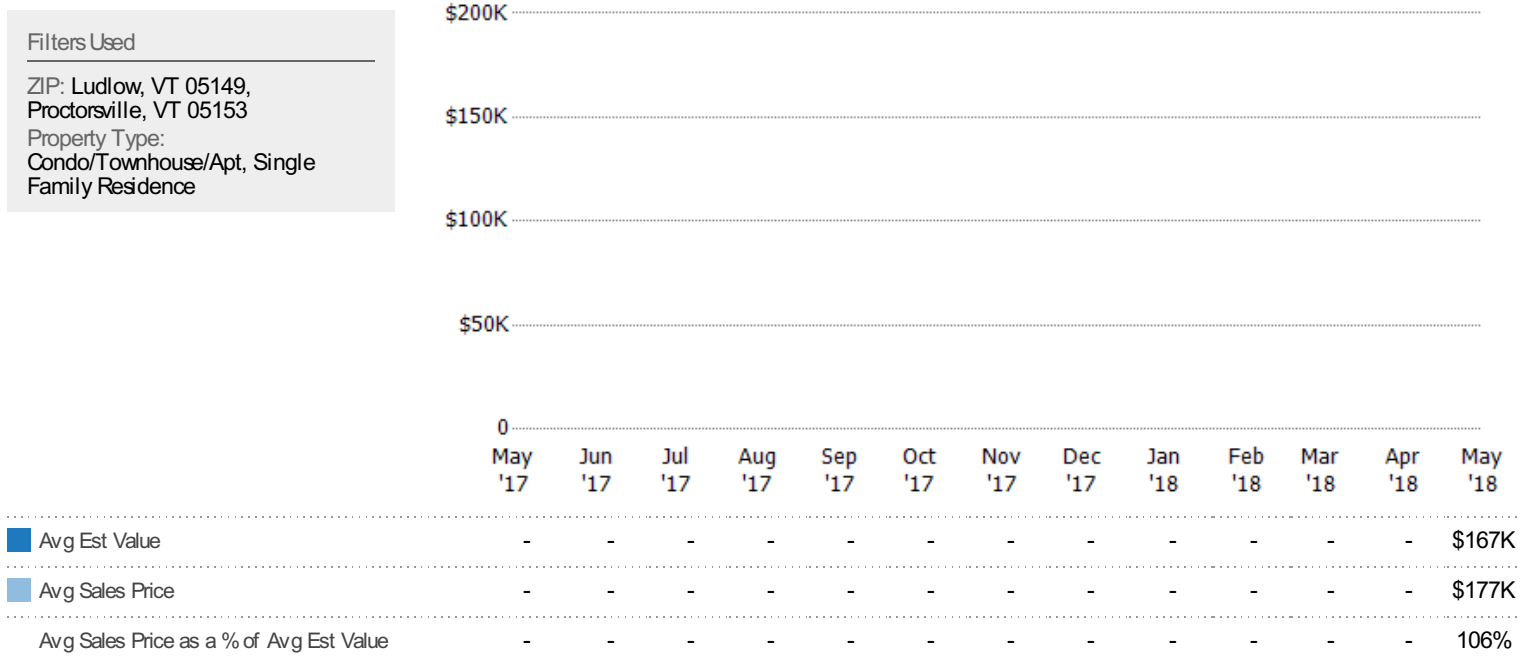 Filters Used
ZIP: Ludlow, VT 05149,
Proctorsville, VT 05153
Property Type:
Condo/Townhouse/Apt, Single
Family Residence
$200K
$150K
$100K
$50K
0
May Jun Jul Aug Sep Oct Nov Dec Jan Feb Mar Apr May
'17 '17 '17 '17 '17 '17 '17 '17 '18 '18 '18 '18 '18
Avg Est Value - - - - - - - - - - - - $167K
Avg Sales Price - - - - - - - - - - - - $177K
Avg Sales Price as a % of Avg Est Value - - - - - - - - - - - - 106%